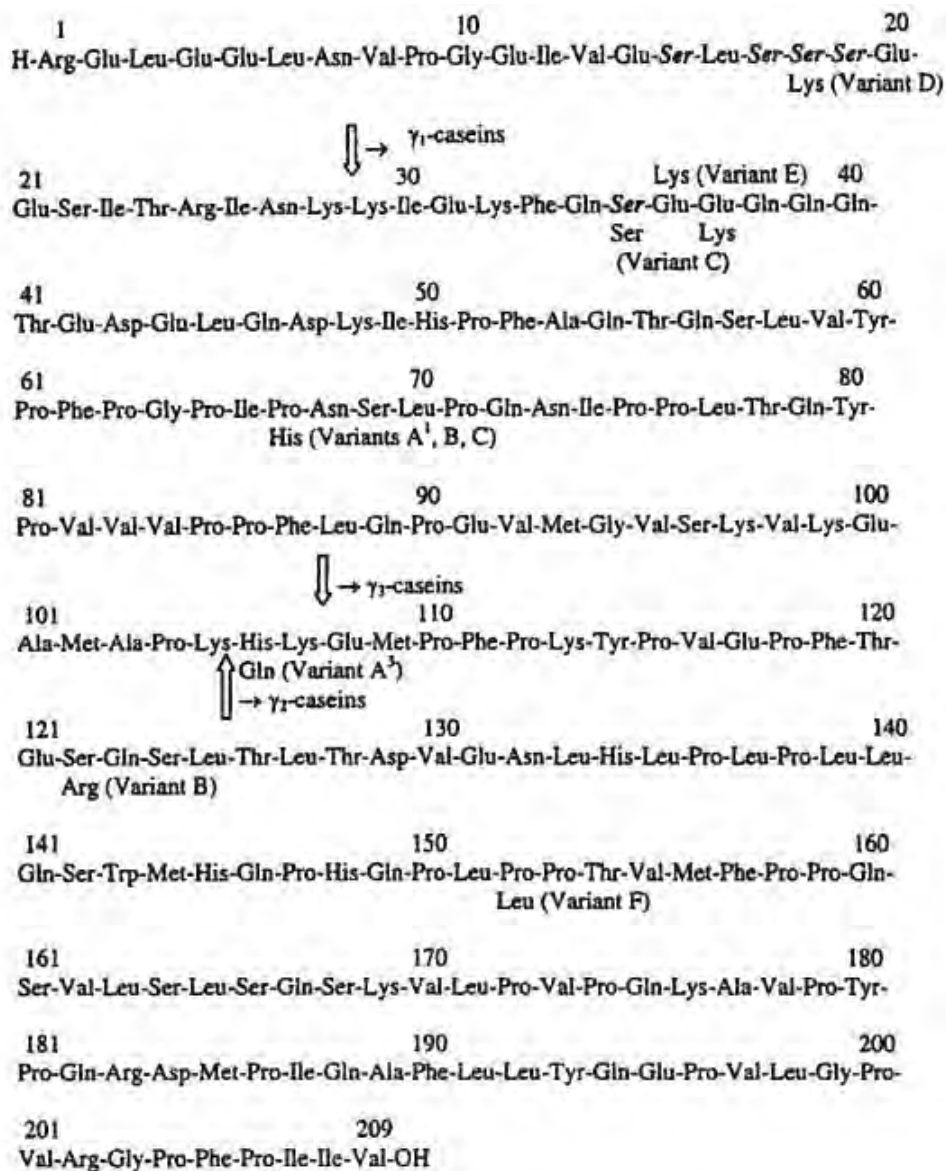 1 10 20
H-Arg-Glu-Leu-Glu-Glu-Leu-Asn-Val-Pro-Gly-Glu-Ile-Val-Glu-Ser-Leu-Ser-Ser-Ser-Glu-
Lys (Variant D)
→ γ₁-caseins
21 30 Lys (Variant E) 40
Glu-Ser-Ile-Thr-Arg-Ile-Asn-Lys-Lys-Ile-Glu-Lys-Phe-Gln-Ser-Glu-Glu-Gln-Gln-Gln-
Ser Lys
(Variant C)
41 50 60
Thr-Glu-Asp-Glu-Leu-Gln-Asp-Lys-Ile-His-Pro-Phe-Ala-Gln-Thr-Gln-Ser-Leu-Val-Tyr-
61 70 80
Pro-Phe-Pro-Gly-Pro-Ile-Pro-Asn-Ser-Leu-Pro-Gln-Asn-Ile-Pro-Pro-Leu-Thr-Gln-Tyr-
His (Variants A¹, B, C)
81 90 100
Pro-Val-Val-Val-Pro-Pro-Phe-Leu-Gln-Pro-Glu-Val-Met-Gly-Val-Ser-Lys-Val-Lys-Glu-
→ γ₃-caseins
101 110 120
Ala-Met-Ala-Pro-Lys-His-Lys-Glu-Met-Pro-Phe-Pro-Lys-Tyr-Pro-Val-Glu-Pro-Phe-Thr-
Gln (Variant A³)
→ γ₂-caseins
121 130 140
Glu-Ser-Gln-Ser-Leu-Thr-Leu-Thr-Asp-Val-Glu-Asn-Leu-His-Leu-Pro-Leu-Pro-Leu-Leu-
Arg (Variant B)
141 150 160
Gln-Ser-Trp-Met-His-Gln-Pro-His-Gln-Pro-Leu-Pro-Pro-Thr-Val-Met-Phe-Pro-Pro-Gln-
Leu (Variant F)
161 170 180
Ser-Val-Leu-Ser-Leu-Ser-Gln-Ser-Lys-Val-Leu-Pro-Val-Pro-Gln-Lys-Ala-Val-Pro-Tyr-
181 190 200
Pro-Gln-Arg-Asp-Met-Pro-Ile-Gln-Ala-Phe-Leu-Leu-Tyr-Gln-Glu-Pro-Val-Leu-Gly-Pro-
201 209
Val-Arg-Gly-Pro-Phe-Pro-Ile-Ile-Val-OH